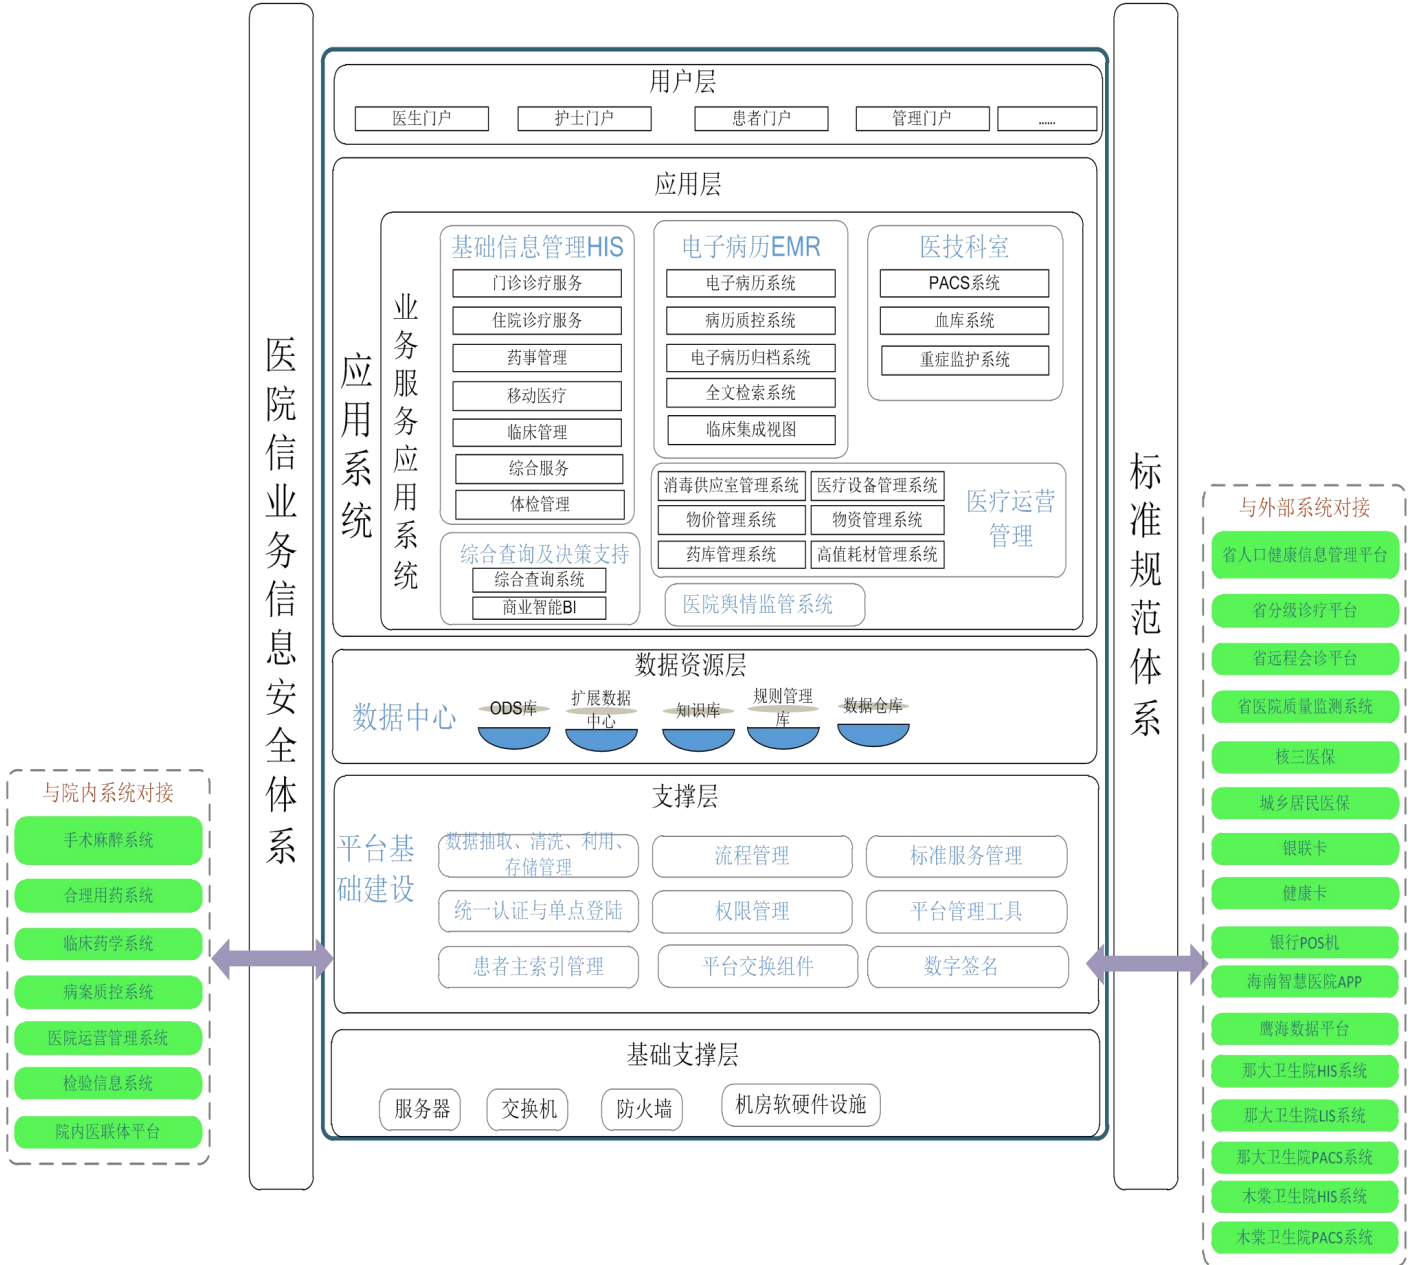 用户层
医生门户
护士门户
患者门户
管理门户
......
应用层
应用系统
业务服务应用系统
基础信息管理HIS
门诊诊疗服务
住院诊疗服务
药事管理
移动医疗
临床管理
综合服务
体检管理
电子病历EMR
电子病历系统
病历质控系统
电子病历归档系统
全文检索系统
临床集成视图
医技科室
PACS系统
血库系统
重症监护系统
消毒供应室管理系统
医疗设备管理系统
物价管理系统
物资管理系统
药库管理系统
高值耗材管理系统
医疗运营
管理
综合查询及决策支持
综合查询系统
商业智能BI
医院舆情监管系统
数据资源层
数据中心
ODS库
扩展数据
中心
知识库
规则管理
库
数据仓库
支撑层
平台基
础建设
数据抽取、清洗、利用、
存储管理
流程管理
标准服务管理
统一认证与单点登陆
权限管理
平台管理工具
患者主索引管理
平台交换组件
数字签名
基础支撑层
服务器
交换机
防火墙
机房软硬件设施
医院信业务信息安全体系
标准规范体系
与院内系统对接
手术麻醉系统
合理用药系统
临床药学系统
病案质控系统
医院运营管理系统
检验信息系统
院内医联体平台
与外部系统对接
省人口健康信息管理平台
省分级诊疗平台
省远程会诊平台
省医院质量监测系统
核三医保
城乡居民医保
银联卡
健康卡
银行POS机
海南智慧医院APP
鹰海数据平台
那大卫生院HIS系统
那大卫生院LIS系统
那大卫生院PACS系统
木棠卫生院HIS系统
木棠卫生院PACS系统